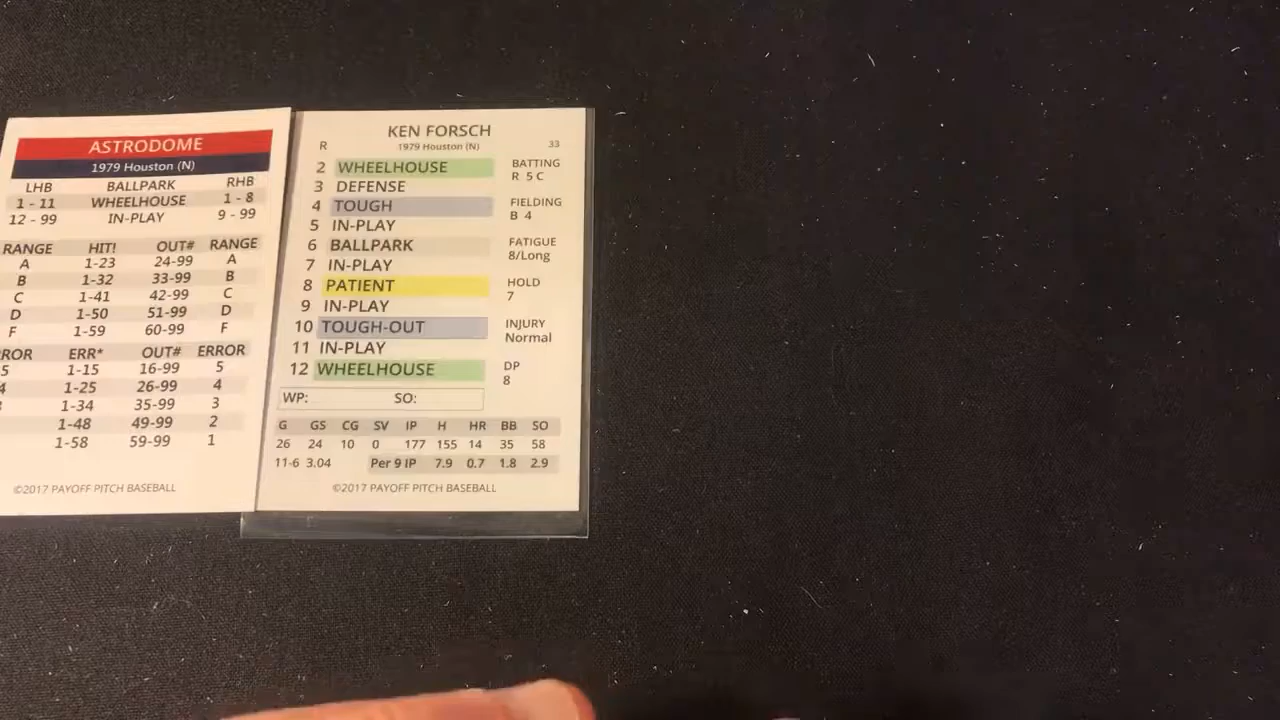 ASTRODOME
1979 Houston (N)
LHB BALLPARK RHB
1 - 11 WHEELHOUSE 1 - 8
12 - 99 IN-PLAY 9 - 99
RANGE HIT! OUT# RANGE
A 1-23 24-99 A
B 1-32 33-99 B
C 1-41 42-99 C
D 1-50 51-99 D
F 1-59 60-99 F
ERR* OUT# ERROR
5 1-15 16-99 5
4 1-25 26-99 4
1-34 35-99 3
1-48 49-99 2
1-58 59-99 1
©2017 PAYOFF PITCH BASEBALL
KEN FORSCH
R 1979 Houston (N) 33
2 WHEELHOUSE
3 DEFENSE
4 TOUGH
5 IN-PLAY
6 BALLPARK
7 IN-PLAY
8 PATIENT
9 IN-PLAY
10 TOUGH-OUT
11 IN-PLAY
12 WHEELHOUSE
BATTING
R 5 C
FIELDING
B 4
FATIGUE
8/Long
HOLD
7
INJURY
Normal
DP
8
WP: SO:
G GS CG SV IP H HR BB SO
26 24 10 0 177 155 14 35 58
11-6 3.04 Per 9 IP 7.9 0.7 1.8 2.9
©2017 PAYOFF PITCH BASEBALL